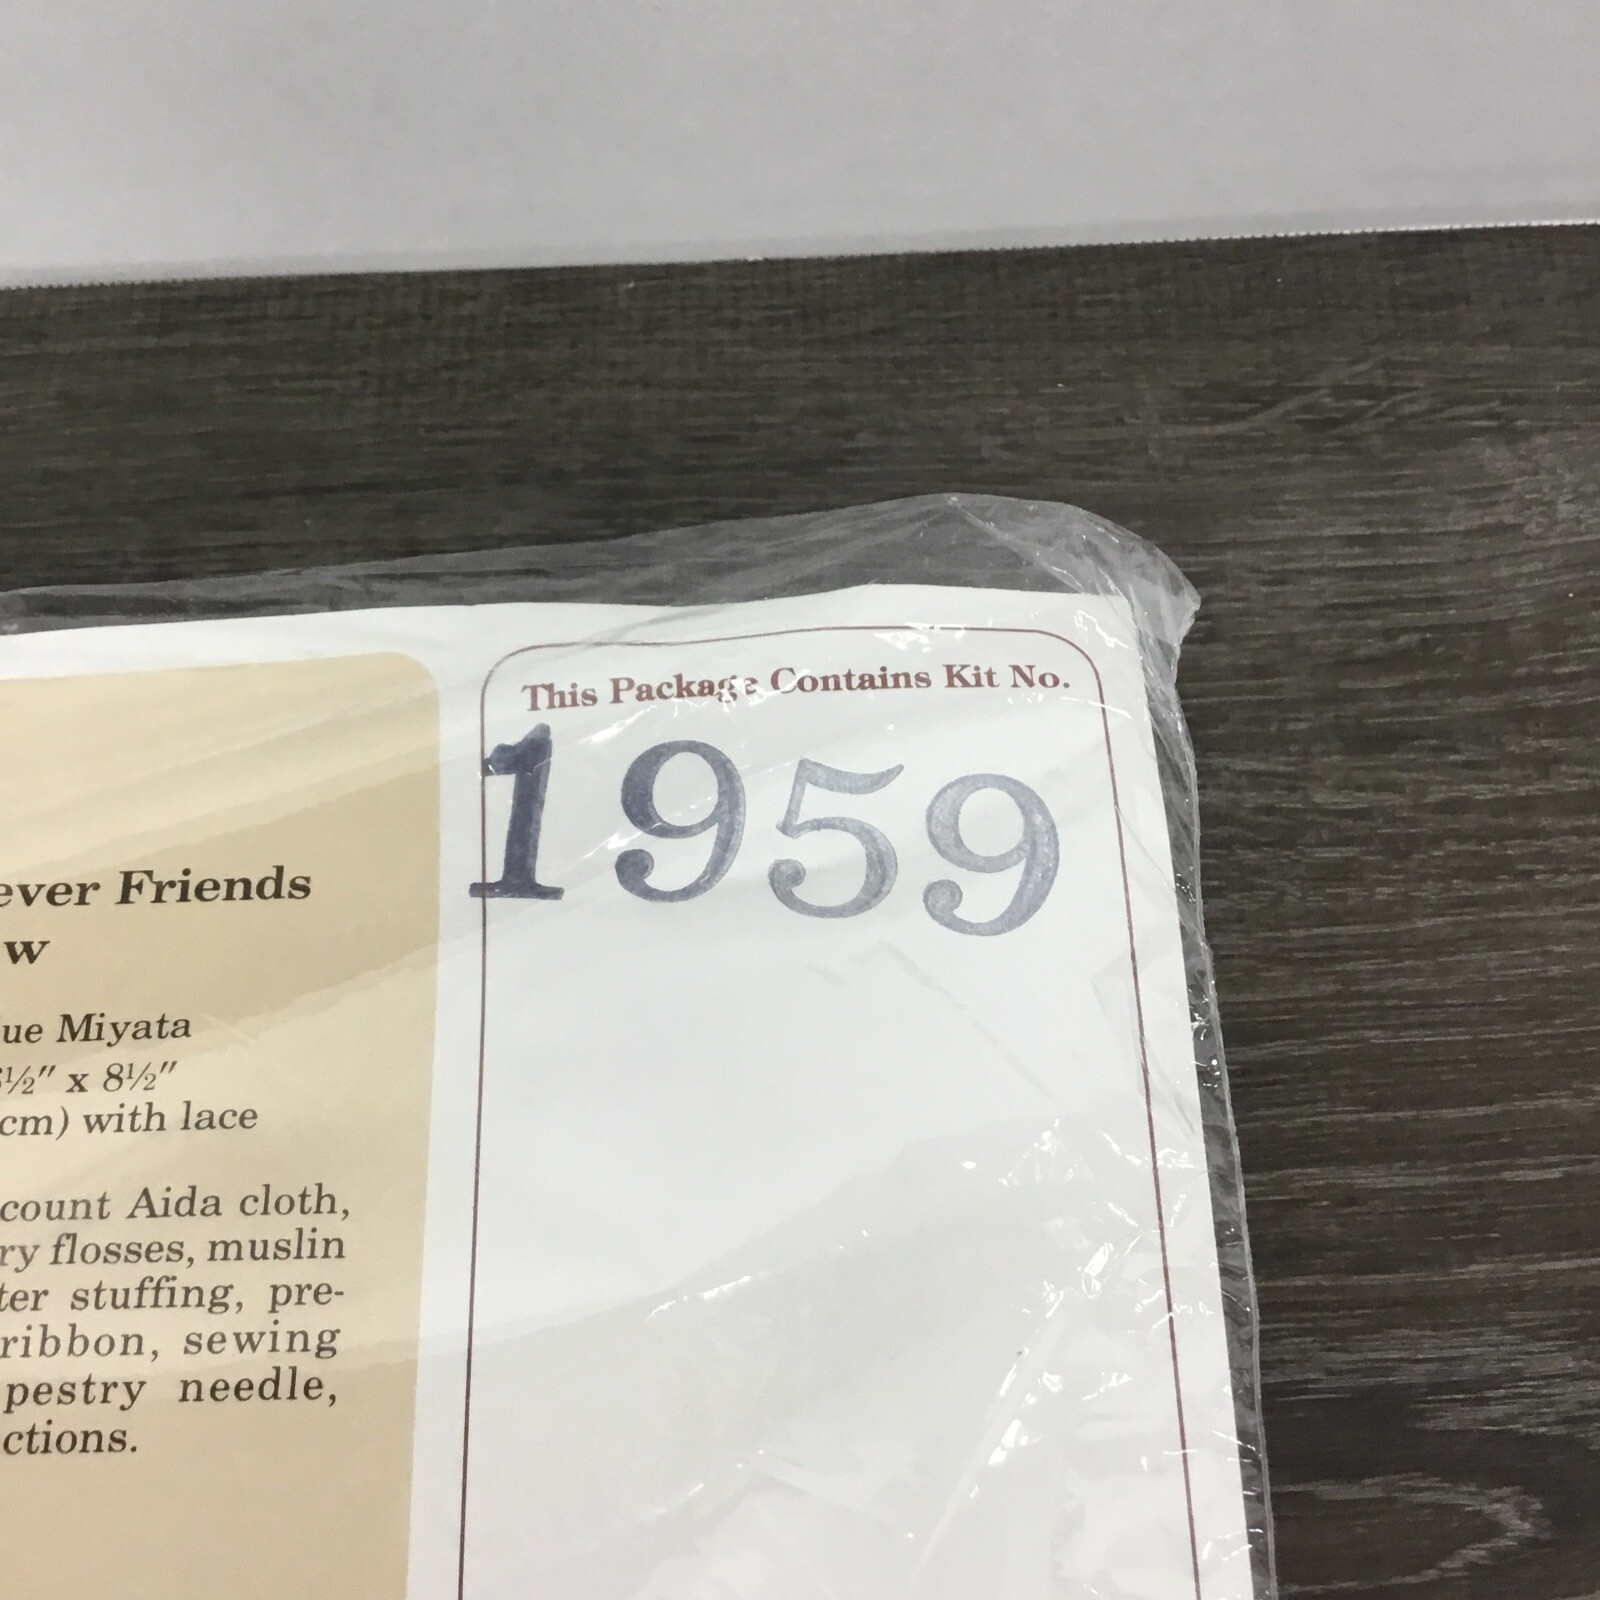 This Package Contains Kit No.
1959
ever Friends
w
ue Miyata
½" x 8½"
cm) with lace
count Aida cloth,
ry flosses, muslin
ter stuffing, pre-
ribbon, sewing
pestry needle,
ctions.